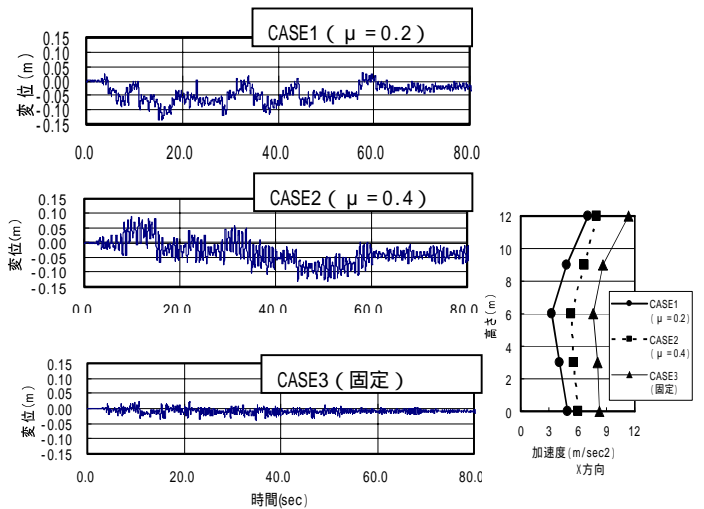 CASE1 ( μ =0.2)
0.15
0.10
0.05
0.00
-0.05
-0.10
-0.15
変位(m)
0.0 20.0 40.0 60.0 80.0
CASE2 ( μ =0.4)
0.15
0.10
0.05
0.00
-0.05
-0.10
-0.15
変位(m)
0.0 20.0 40.0 60.0 80.0
CASE3 (固定)
0.15
0.10
0.05
0.00
-0.05
-0.10
-0.15
変位(m)
0.0 20.0 40.0 60.0 80.0
時間(sec)
12
10
8
6
4
2
0
高さ(m)
0 3 6 9 12
加速度(m/sec2)
X方向
CASE1
( μ =0.2)
CASE2
( μ =0.4)
CASE3
(固定)